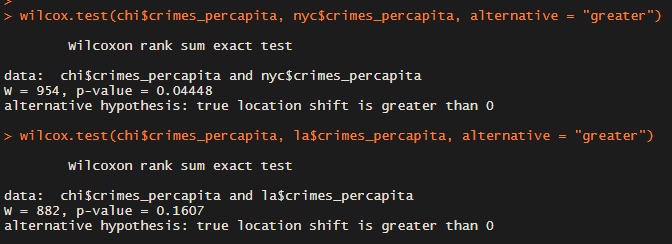 >
> wilcox.test(chi$crimes_percapita, nyc$crimes_percapita, alternative = "greater")
Wilcoxon rank sum exact test
data:  chi$crimes_percapita and nyc$crimes_percapita
W = 954, p-value = 0.04448
alternative hypothesis: true location shift is greater than 0
> wilcox.test(chi$crimes_percapita, la$crimes_percapita, alternative = "greater")
Wilcoxon rank sum exact test
data:  chi$crimes_percapita and la$crimes_percapita
W = 882, p-value = 0.1607
alternative hypothesis: true location shift is greater than 0